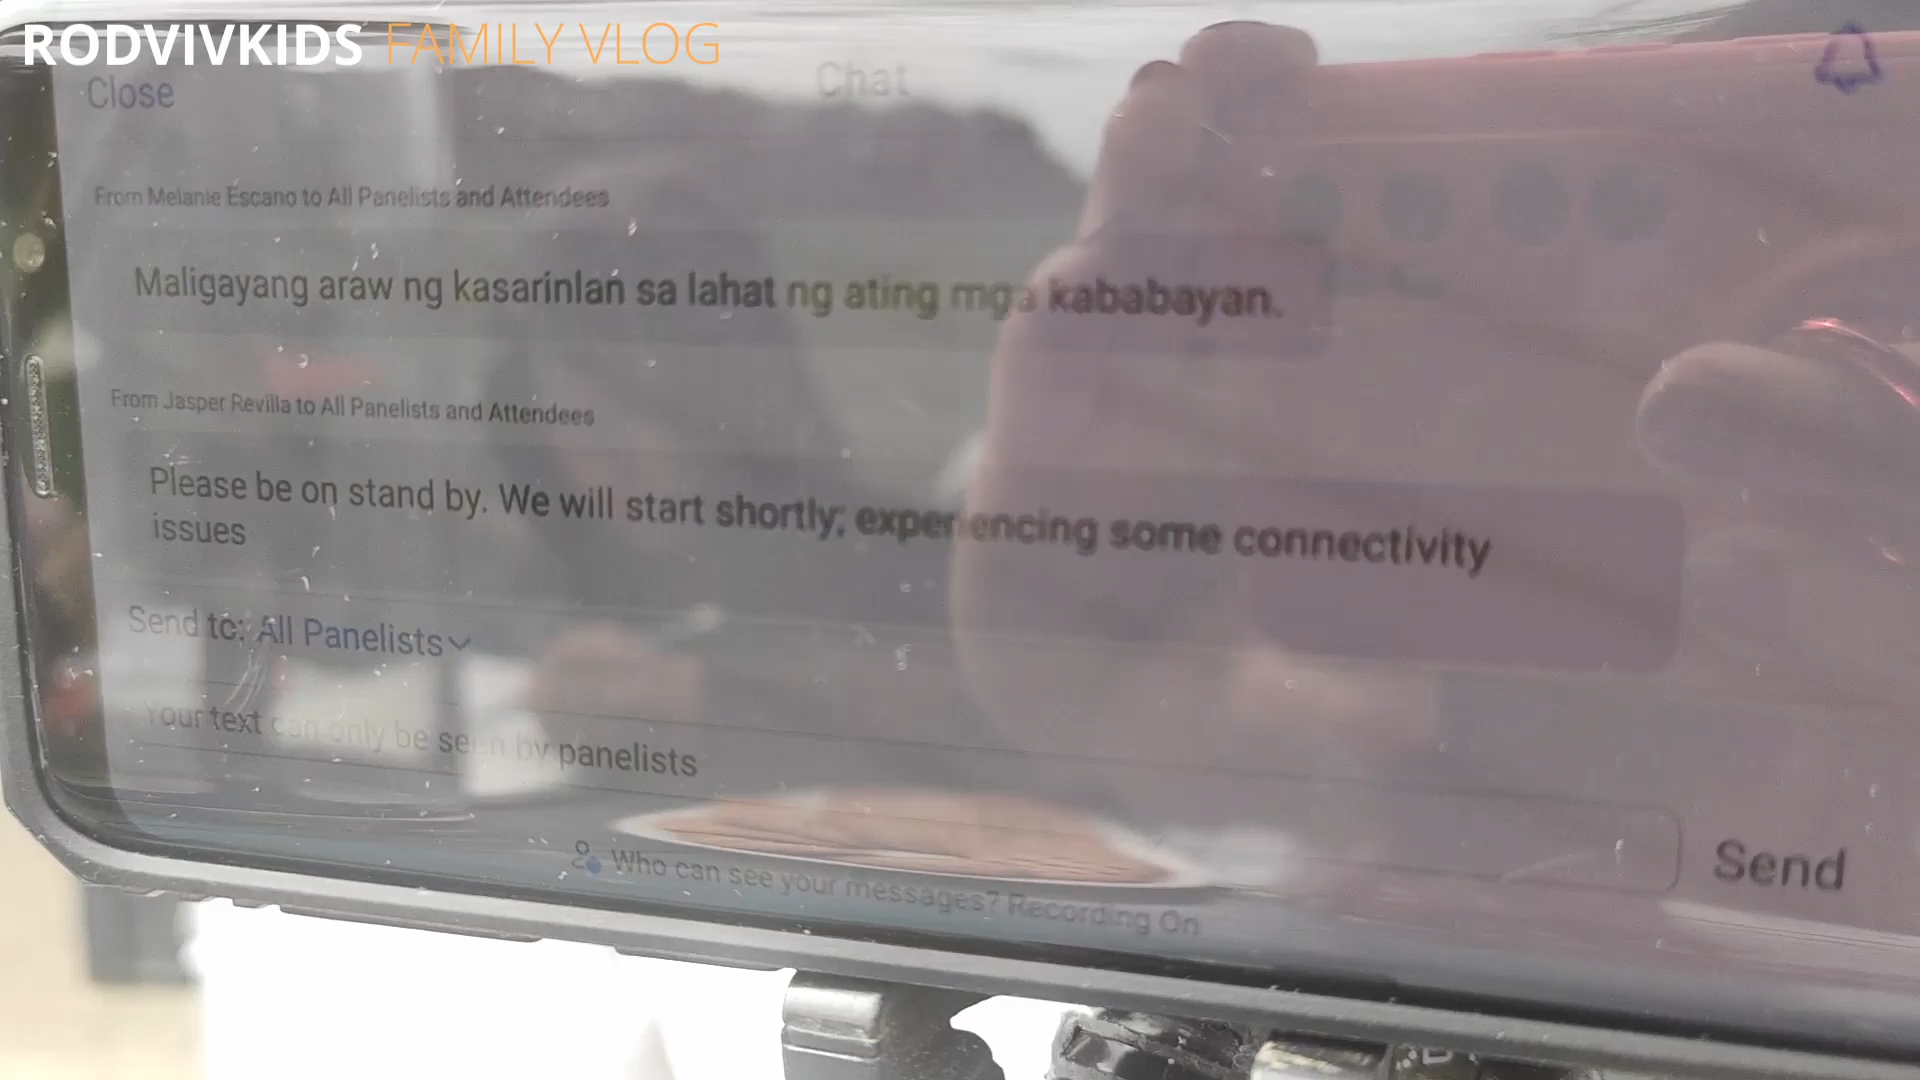 RODVIVKIDS FAMILY VLOG
Close
Chat
From Melanie Escano to All Panelists and Attendees
Maligayang araw ng kasarinlan sa lahat ng ating mga kababayan.
From Jasper Revilla to All Panelists and Attendees
Please be on stand by. We will start shortly; experiencing some connectivity
issues
Send to: All Panelists
Your text can only be seen by panelists
Who can see your messages? Recording On
Send